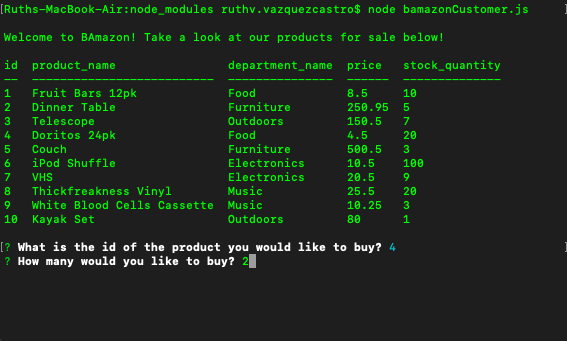 [Ruths-MacBook-Air:node_modules ruthv.vazquezcastro$ node bamazonCustomer.js
Welcome to BAmazon! Take a look at our products for sale below!
id  product_name                department_name  price   stock_quantity
--  --------------------------  ---------------  ------  --------------
1   Fruit Bars 12pk             Food             8.5     10
2   Dinner Table                Furniture        250.95  5
3   Telescope                   Outdoors         150.5   7
4   Doritos 24pk                Food             4.5     20
5   Couch                       Furniture        500.5   3
6   iPod Shuffle                Electronics      10.5    100
7   VHS                         Electronics      20.5    9
8   Thickfreakness Vinyl        Music            25.5    20
9   White Blood Cells Cassette  Music            10.25   3
10  Kayak Set                   Outdoors         80      1
[? What is the id of the product you would like to buy? 4]
? How many would you like to buy? 2